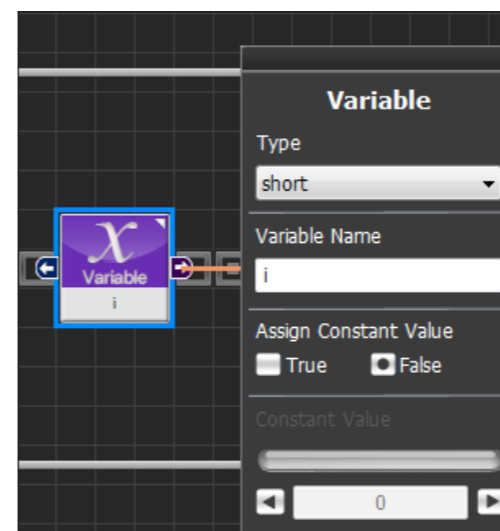 Variable
Type
short
Variable Name
i
Assign Constant Value
True False
Constant Value
0
x
Variable
i